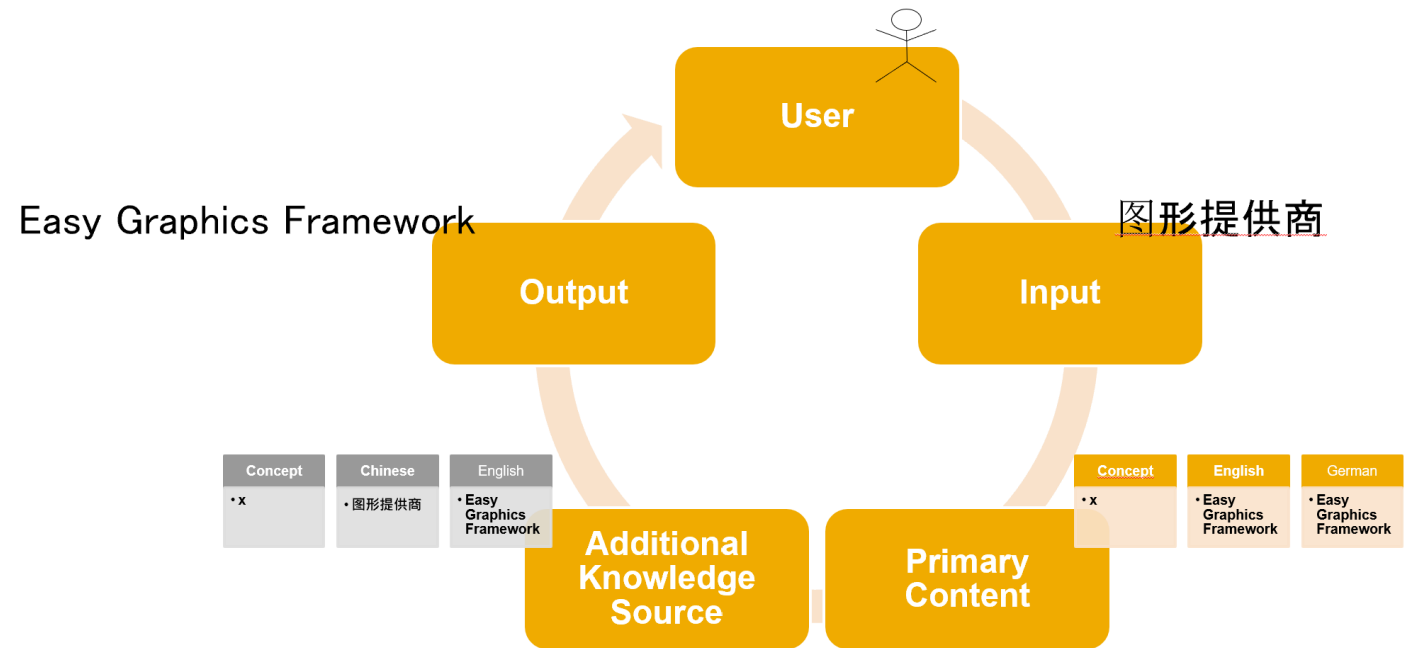 User
Easy Graphics Framework
图形提供商
Output
Input
Concept
Chinese
English
• x
• 图形提供商
• Easy
Graphics
Framework
Concept
English
German
• x
• Easy
Graphics
Framework
• Easy
Graphics
Framework
Additional
Knowledge
Source
Primary
Content